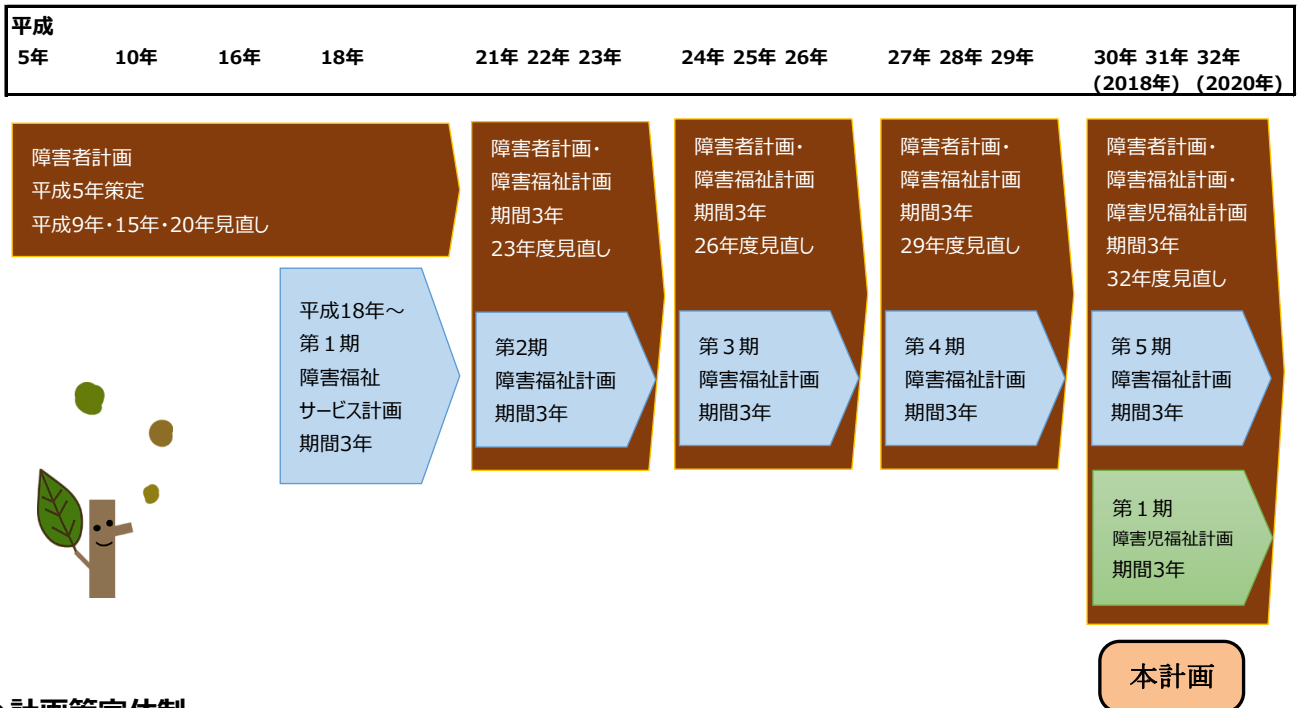 平成
5年 10年 16年 18年 21年 22年 23年 24年 25年 26年 27年 28年 29年 30年 31年 32年
(2018年) (2020年)
障害者計画
平成5年策定
平成9年・15年・20年見直し
平成18年～
第１期
障害福祉
サービス計画
期間3年
障害者計画・
障害福祉計画
期間3年
23年度見直し
第2期
障害福祉計画
期間3年
障害者計画・
障害福祉計画
期間3年
26年度見直し
第３期
障害福祉計画
期間3年
障害者計画・
障害福祉計画
期間3年
29年度見直し
第４期
障害福祉計画
期間3年
障害者計画・
障害福祉計画・
障害児福祉計画
期間3年
32年度見直し
第５期
障害福祉計画
期間3年
第１期
障害児福祉計画
期間3年
本計画
計画策定体制